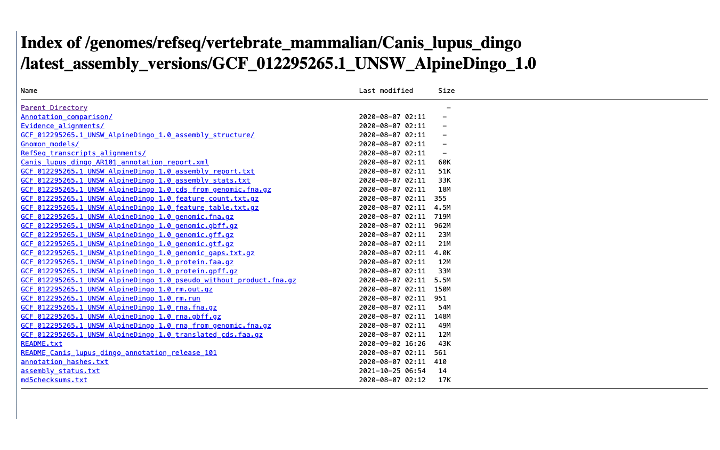 Index of /genomes/refseq/vertebrate_mammalian/Canis_lupus_dingo
/latest_assembly_versions/GCF_012295265.1_UNSW_AlpineDingo_1.0
Name Last modified Size
Parent Directory -
Annotation_comparison/ 2020-08-07 02:11 -
Evidence_alignments/ 2020-08-07 02:11 -
GCF_012295265.1_UNSW_AlpineDingo_1.0_assembly_structure/ 2020-08-07 02:11 -
Gnomon_models/ 2020-08-07 02:11 -
RefSeq_transcripts_alignments/ 2020-08-07 02:11 -
Canis_lupus_dingo_AR101_annotation_report.xml 2020-08-07 02:11 60K
GCF_012295265.1_UNSW_AlpineDingo_1.0_assembly_report.txt 2020-08-07 02:11 51K
GCF_012295265.1_UNSW_AlpineDingo_1.0_assembly_stats.txt 2020-08-07 02:11 33K
GCF_012295265.1_UNSW_AlpineDingo_1.0_cds_from_genomic.fna.gz 2020-08-07 02:11 18M
GCF_012295265.1_UNSW_AlpineDingo_1.0_feature_count.txt.gz 2020-08-07 02:11 355
GCF_012295265.1_UNSW_AlpineDingo_1.0_feature_table.txt.gz 2020-08-07 02:11 4.5M
GCF_012295265.1_UNSW_AlpineDingo_1.0_genomic.fna.gz 2020-08-07 02:11 719M
GCF_012295265.1_UNSW_AlpineDingo_1.0_genomic.gbff.gz 2020-08-07 02:11 962M
GCF_012295265.1_UNSW_AlpineDingo_1.0_genomic.gff.gz 2020-08-07 02:11 23M
GCF_012295265.1_UNSW_AlpineDingo_1.0_genomic.gtf.gz 2020-08-07 02:11 21M
GCF_012295265.1_UNSW_AlpineDingo_1.0_genomic_gaps.txt.gz 2020-08-07 02:11 4.0K
GCF_012295265.1_UNSW_AlpineDingo_1.0_protein.faa.gz 2020-08-07 02:11 12M
GCF_012295265.1_UNSW_AlpineDingo_1.0_protein.gpff.gz 2020-08-07 02:11 33M
GCF_012295265.1_UNSW_AlpineDingo_1.0_pseudo_without_product.fna.gz 2020-08-07 02:11 5.5M
GCF_012295265.1_UNSW_AlpineDingo_1.0_rm.out.gz 2020-08-07 02:11 150M
GCF_012295265.1_UNSW_AlpineDingo_1.0_rm.run 2020-08-07 02:11 951
GCF_012295265.1_UNSW_AlpineDingo_1.0_rna.fna.gz 2020-08-07 02:11 54M
GCF_012295265.1_UNSW_AlpineDingo_1.0_rna.gbff.gz 2020-08-07 02:11 148M
GCF_012295265.1_UNSW_AlpineDingo_1.0_rna_from_genomic.fna.gz 2020-08-07 02:11 49M
GCF_012295265.1_UNSW_AlpineDingo_1.0_translated_cds.faa.gz 2020-08-07 02:11 12M
README.txt 2020-09-02 16:26 43K
README_Canis_lupus_dingo_annotation_release_101 2020-08-07 02:11 561
annotation_hashes.txt 2020-08-07 02:11 410
assembly_status.txt 2021-10-25 06:54 14
md5checksums.txt 2020-08-07 02:12 17K